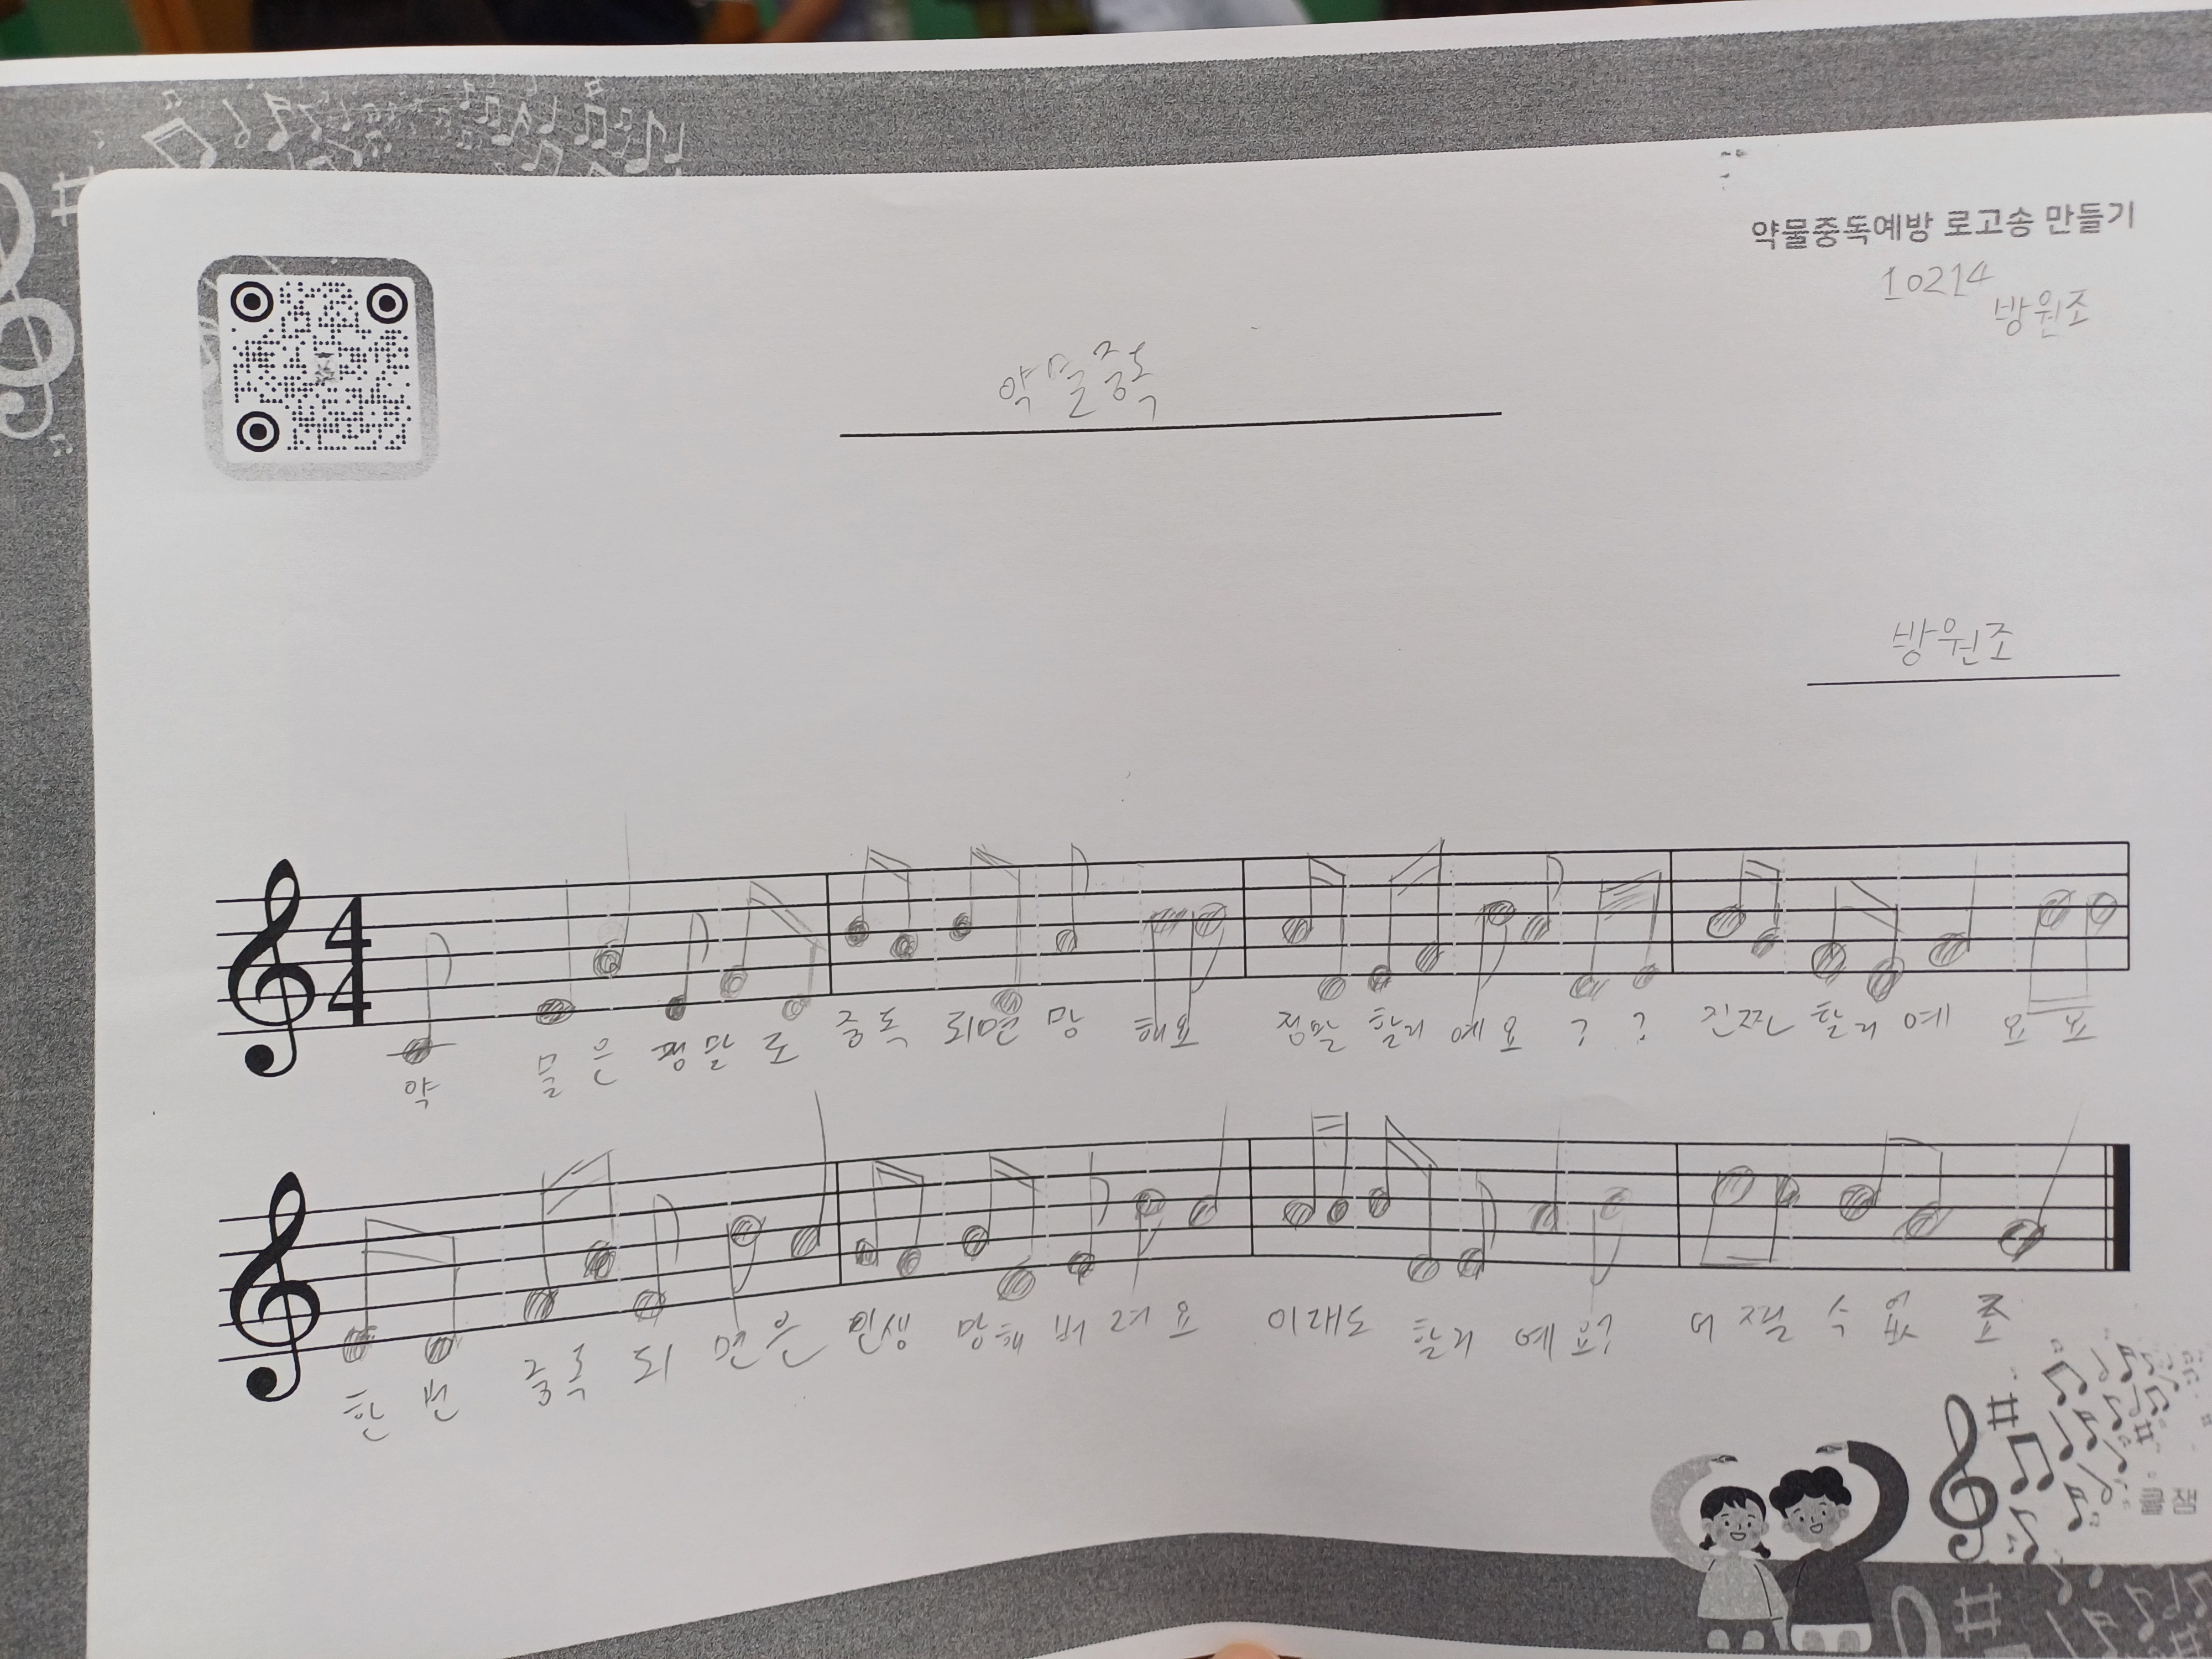 약물중독예방 로고송 만들기
10214
방원조
약물중독
방원조
4
4
약 물 은 정말 로 중독 되면 망 해요 정말 할거 예요 ? ? 진짜 할거 예 요 요
한 번 중독 되 면은 인생 망해 버려요 이래도 할거 예요? 어쩔 수 없 죠
클잼